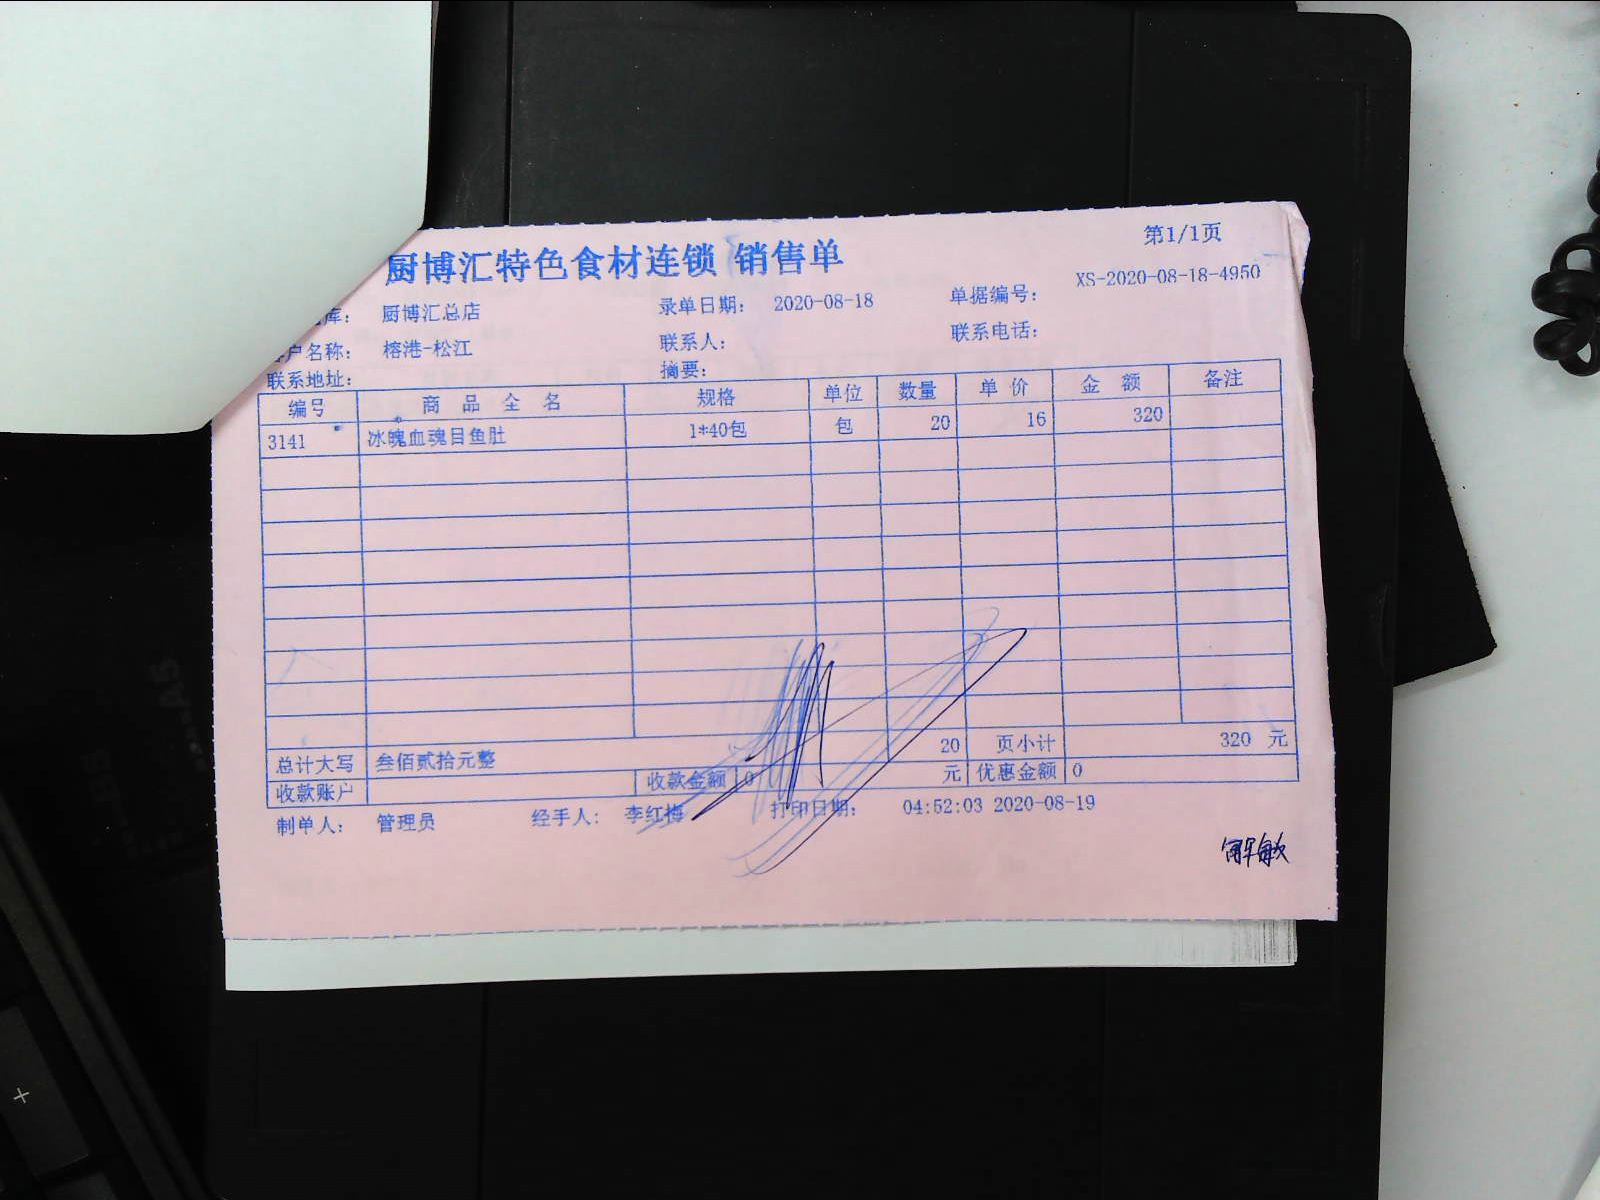 厨博汇特色食材连锁 销售单
第1/1页
库： 厨博汇总店 录单日期： 2020-08-18 单据编号： XS-2020-08-18-4950
户名称： 榕港-松江 联系人： 联系电话：
联系地址： 摘要：
编号 商 品 全 名 规格 单位 数量 单 价 金 额 备注
3141 冰魄血魂目鱼肚 1*40包 包 20 16 320
总计大写 叁佰贰拾元整 20 页小计 320 元
收款账户 收款金额 0 元 优惠金额 0
制单人： 管理员 经手人： 李红梅 打印日期： 04:52:03 2020-08-19